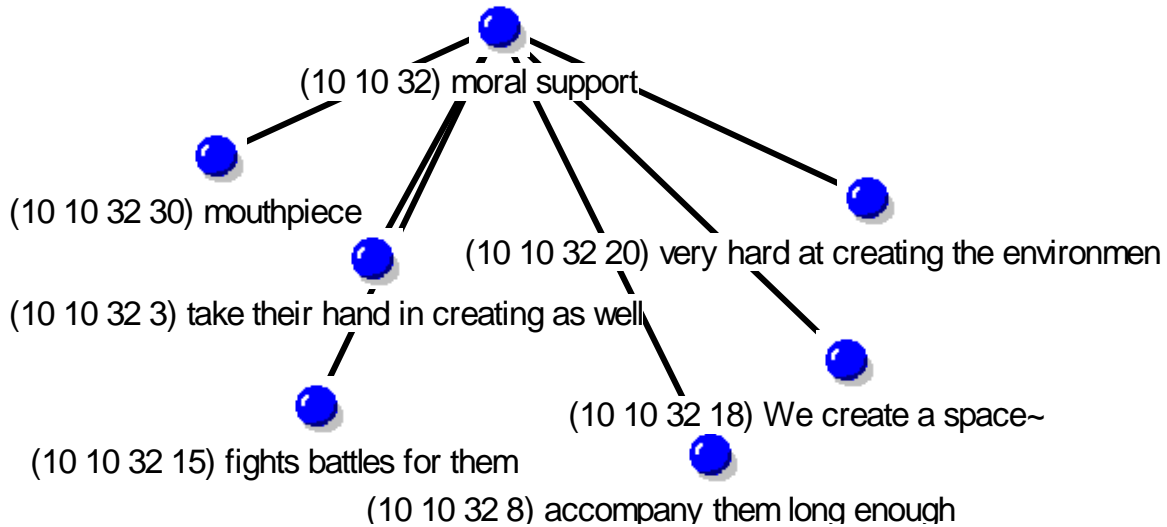 (10 10 32) moral support
(10 10 32 30) mouthpiece
(10 10 32 20) very hard at creating the environmen
(10 10 32 3) take their hand in creating as well
(10 10 32 18) We create a space~
(10 10 32 15) fights battles for them
(10 10 32 8) accompany them long enough